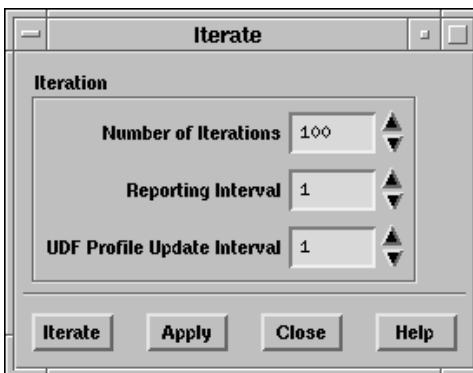 Iterate
Iteration
Number of Iterations 100
Reporting Interval 1
UDF Profile Update Interval 1
Iterate Apply Close Help